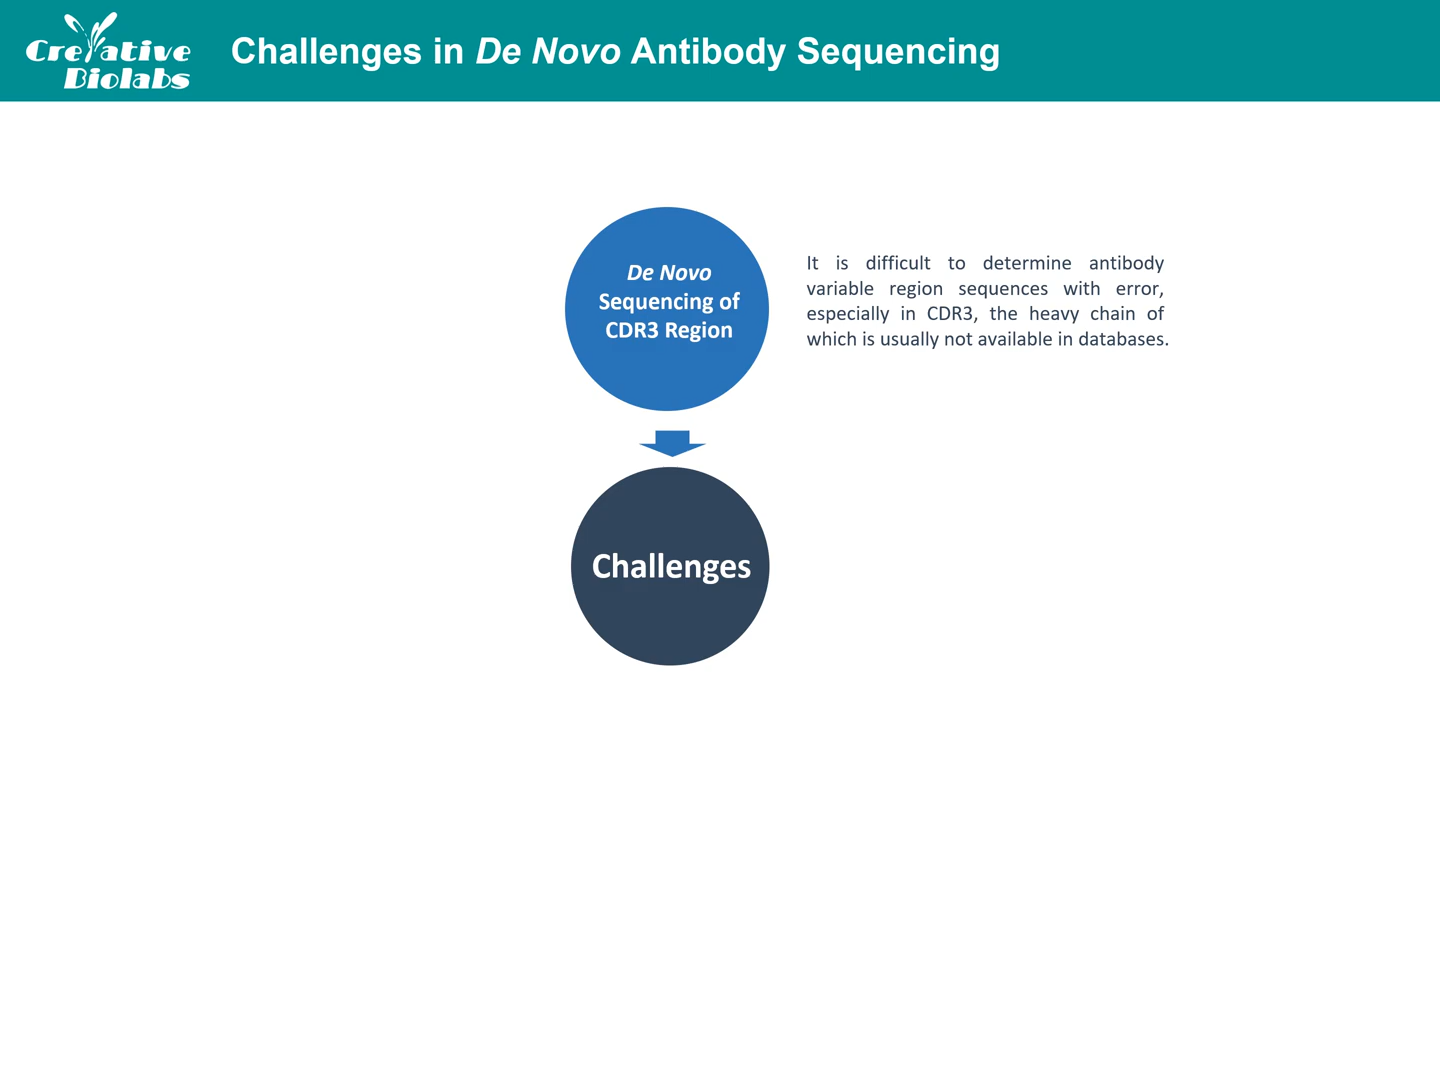 Creative
Biolabs
Challenges in De Novo Antibody Sequencing
De Novo
Sequencing of
CDR3 Region
It is difficult to determine antibody
variable region sequences with error,
especially in CDR3, the heavy chain of
which is usually not available in databases.
Challenges